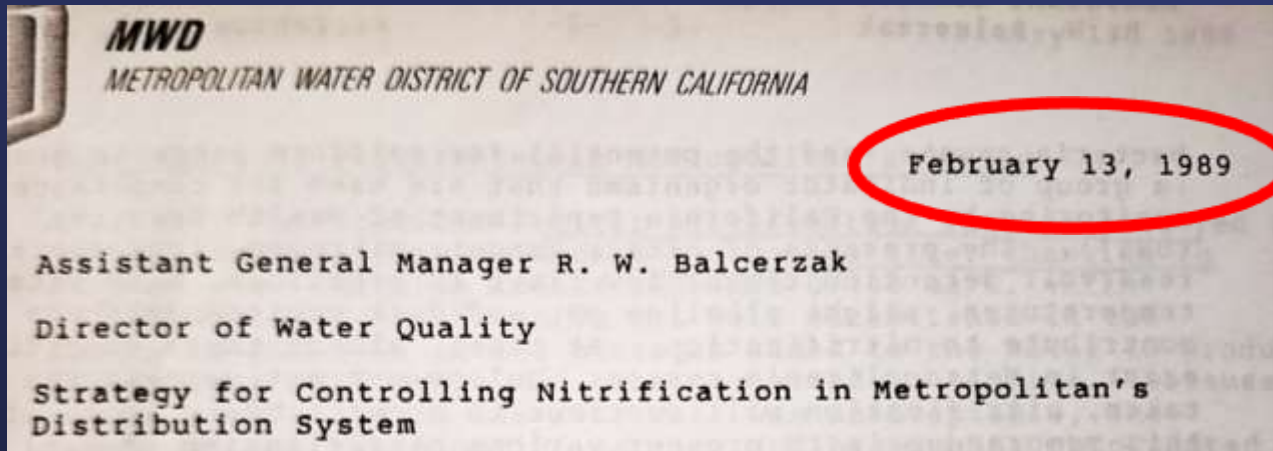 MWD
METROPOLITAN WATER DISTRICT OF SOUTHERN CALIFORNIA
February 13, 1989
Assistant General Manager R. W. Balcerzak
Director of Water Quality
Strategy for Controlling Nitrification in Metropolitan's
Distribution System